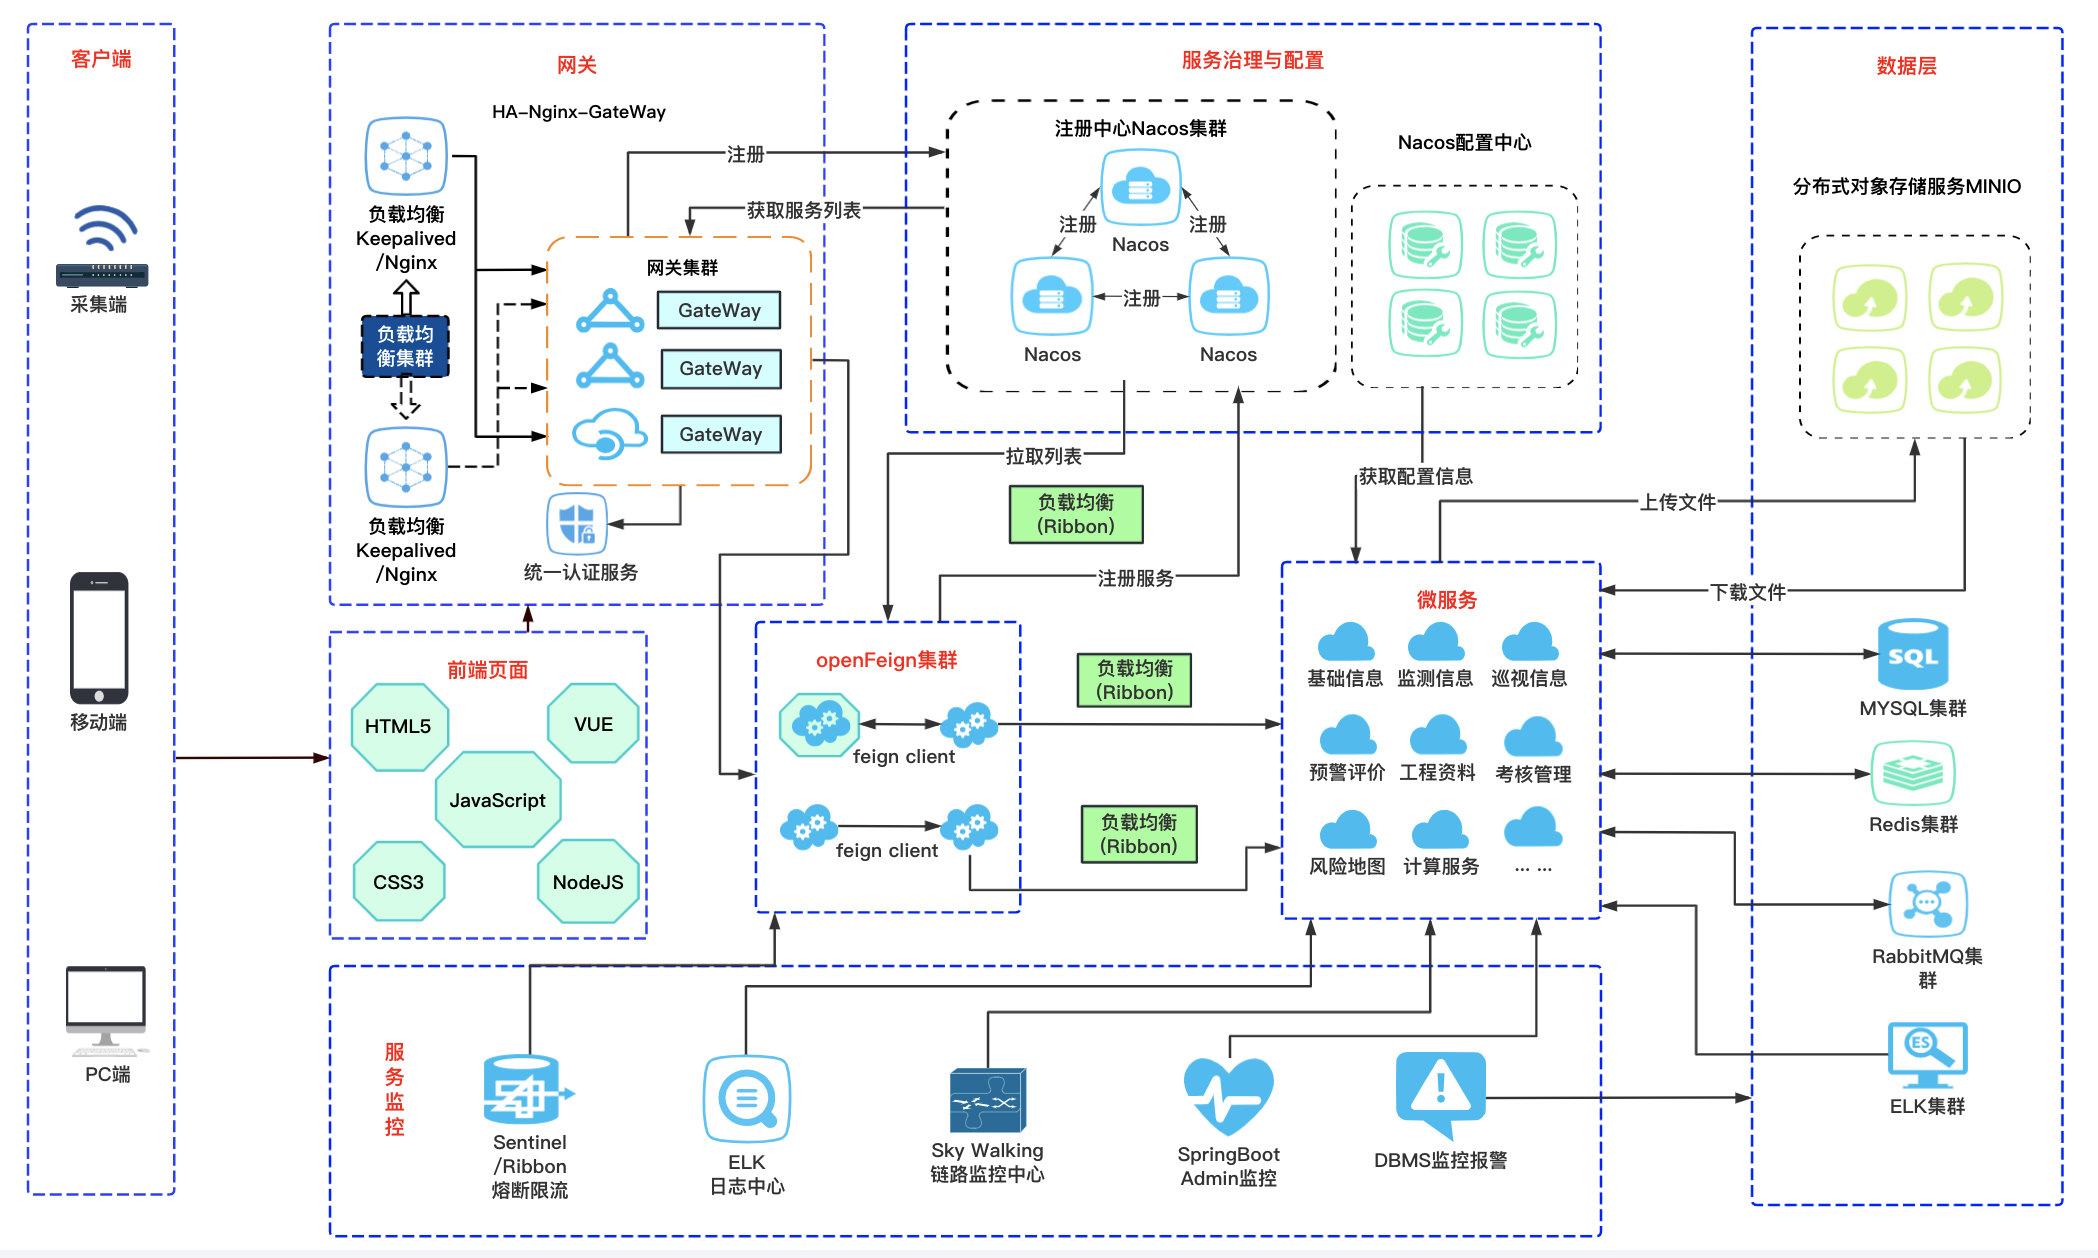 客户端
采集端
移动端
PC端
网关
HA-Nginx-GateWay
负载均衡
Keepalived
/Nginx
负载均
衡集群
负载均衡
Keepalived
/Nginx
注册
获取服务列表
网关集群
GateWay
GateWay
GateWay
统一认证服务
前端页面
HTML5
VUE
JavaScript
CSS3
NodeJS
服务治理与配置
注册中心Nacos集群
Nacos
注册
注册
注册
Nacos
Nacos
Nacos配置中心
拉取列表
负载均衡
(Ribbon)
注册服务
获取配置信息
上传文件
下载文件
openFeign集群
feign client
feign client
负载均衡
(Ribbon)
负载均衡
(Ribbon)
微服务
基础信息
监测信息
巡视信息
预警评价
工程资料
考核管理
风险地图
计算服务
... ...
数据层
分布式对象存储服务MINIO
SQL
MYSQL集群
Redis集群
RabbitMQ集
群
ES
ELK集群
服
务
监
控
Sentinel
/Ribbon
熔断限流
ELK
日志中心
Sky Walking
链路监控中心
SpringBoot
Admin监控
DBMS监控报警